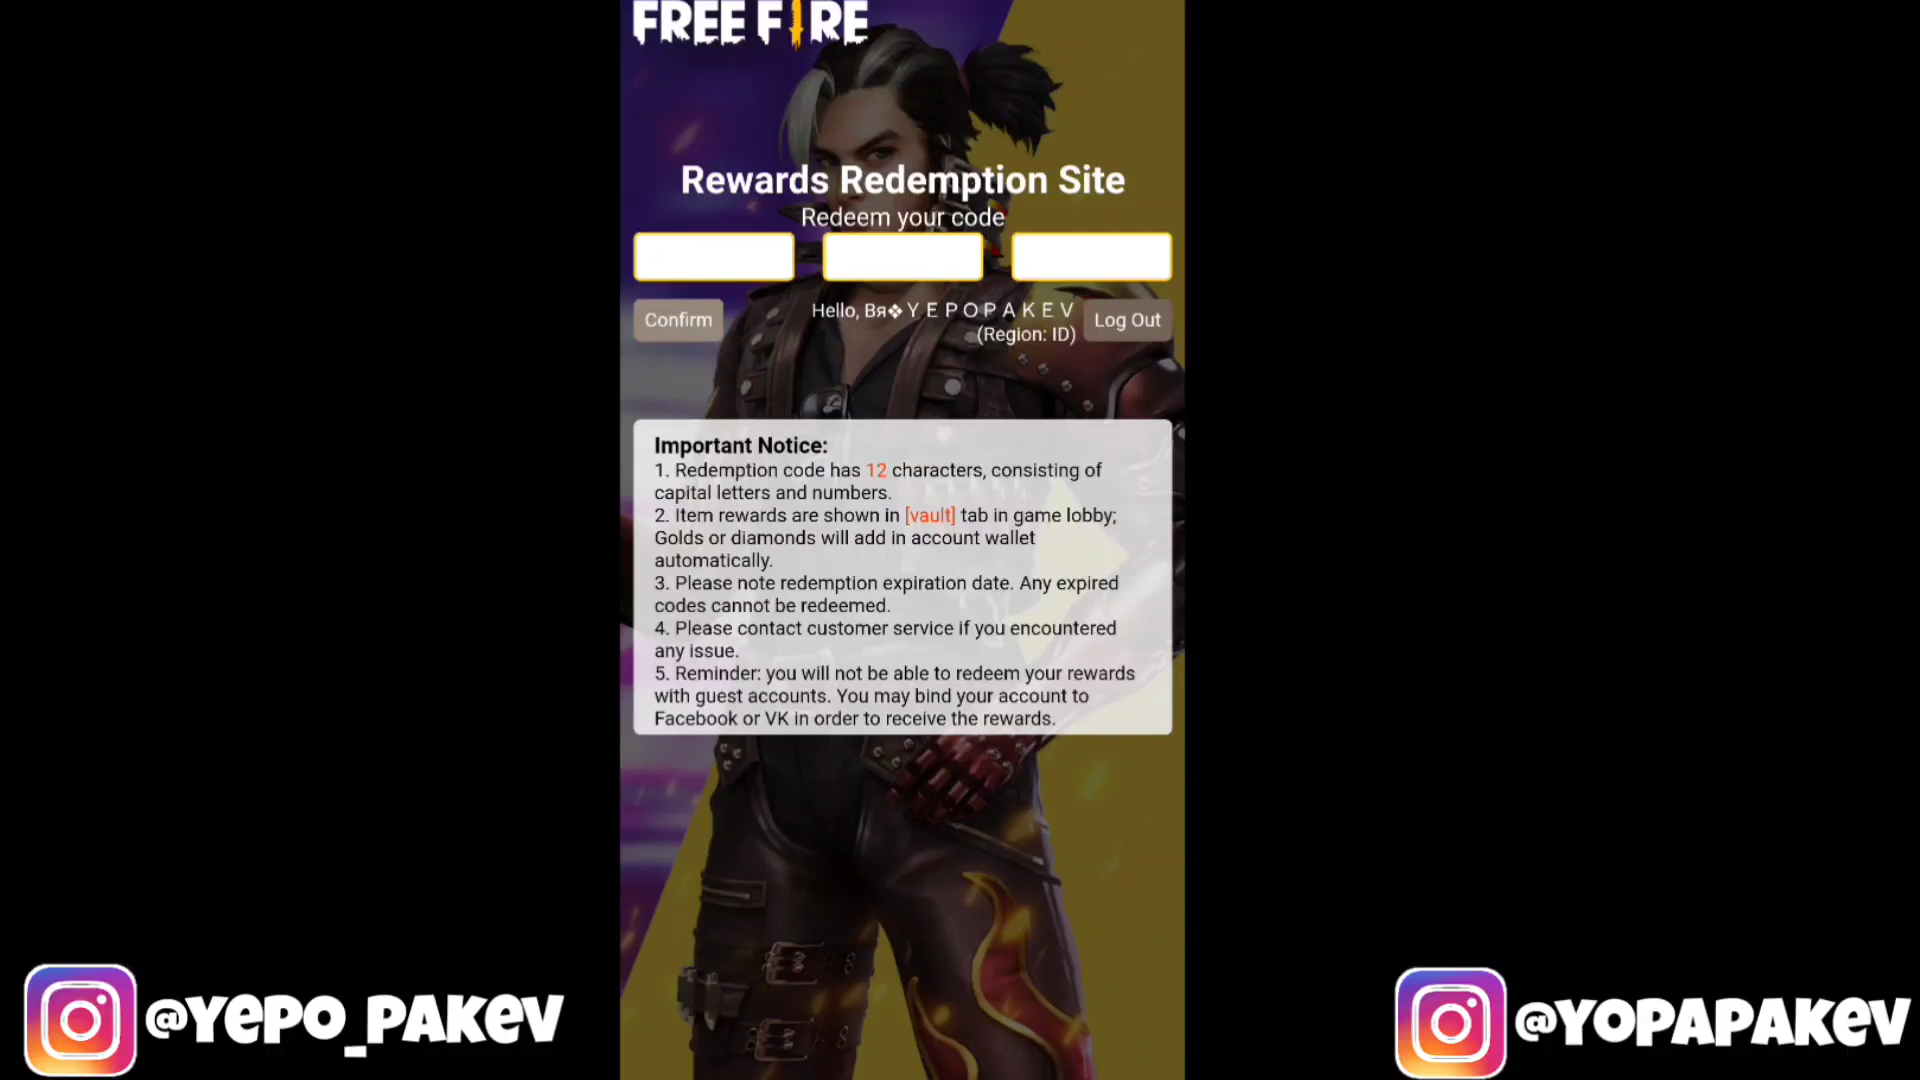 FREE FIRE
Rewards Redemption Site
Redeem your code
Confirm
Hello, Вя❖Y E P O P A K E V
(Region: ID)
Log Out
Important Notice:
1. Redemption code has 12 characters, consisting of
capital letters and numbers.
2. Item rewards are shown in [vault] tab in game lobby;
Golds or diamonds will add in account wallet
automatically.
3. Please note redemption expiration date. Any expired
codes cannot be redeemed.
4. Please contact customer service if you encountered
any issue.
5. Reminder: you will not be able to redeem your rewards
with guest accounts. You may bind your account to
Facebook or VK in order to receive the rewards.
@YEPO_PAKEV
@YOPAPAKEV